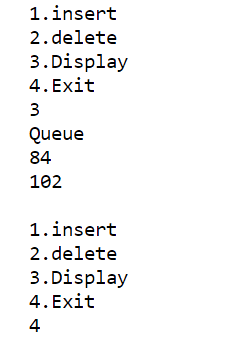 1.insert
2.delete
3.Display
4.Exit
3
Queue
84
102
1.insert
2.delete
3.Display
4.Exit
4